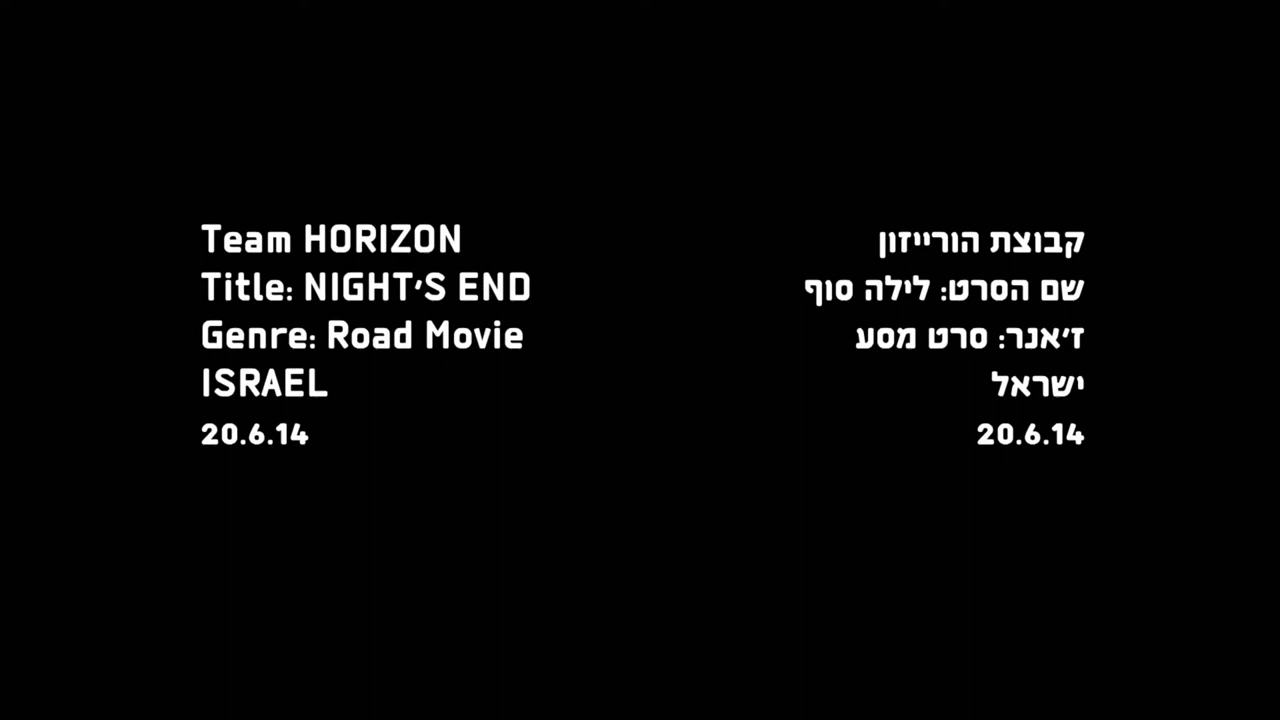 Team HORIZON
Title: NIGHT'S END
Genre: Road Movie
ISRAEL
20.6.14
קבוצת הורייזון
שם הסרט: לילה סוף
ז'אנר: סרט מסע
ישראל
20.6.14